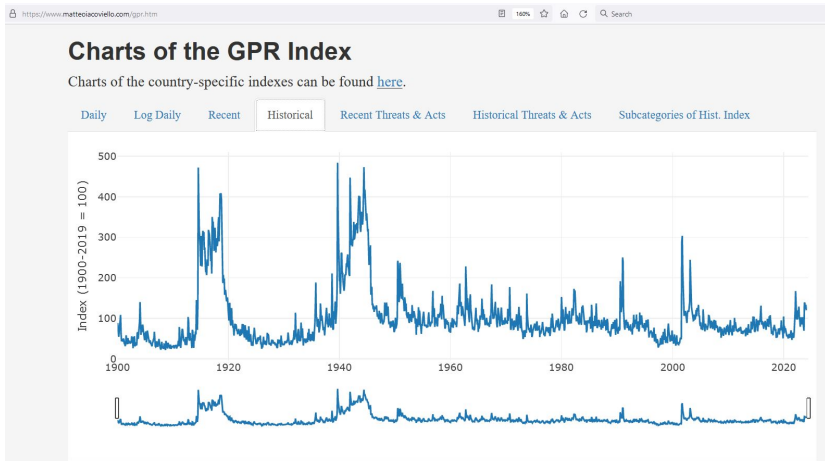 https://www.matteoiacoviello.com/gpr.htm 160% Search
Charts of the GPR Index
Charts of the country-specific indexes can be found here.
Daily Log Daily Recent Historical Recent Threats & Acts Historical Threats & Acts Subcategories of Hist. Index
Index (1900-2019 = 100)
500
400
300
200
100
0
1900 1920 1940 1960 1980 2000 2020